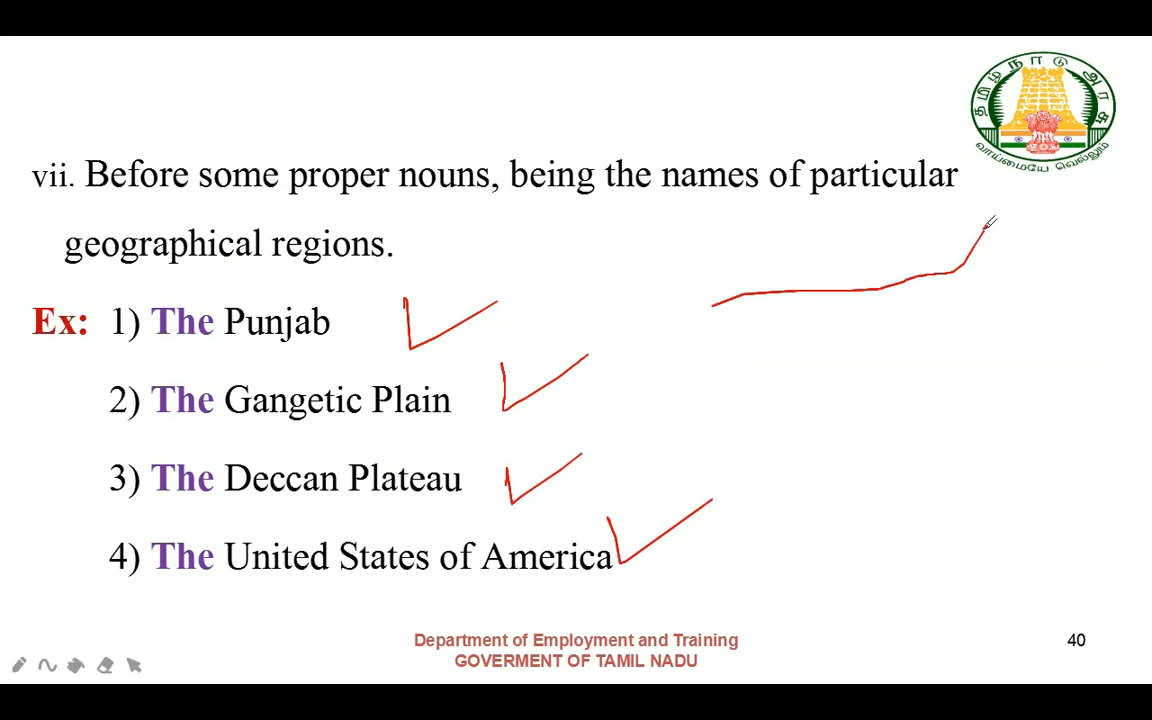 தமிழ்நாடு அரசு
vii. Before some proper nouns, being the names of particular
geographical regions.
Ex: 1) The Punjab
2) The Gangetic Plain
3) The Deccan Plateau
4) The United States of America
வாய்மையே வெல்லும்
Department of Employment and Training
GOVERMENT OF TAMIL NADU
40